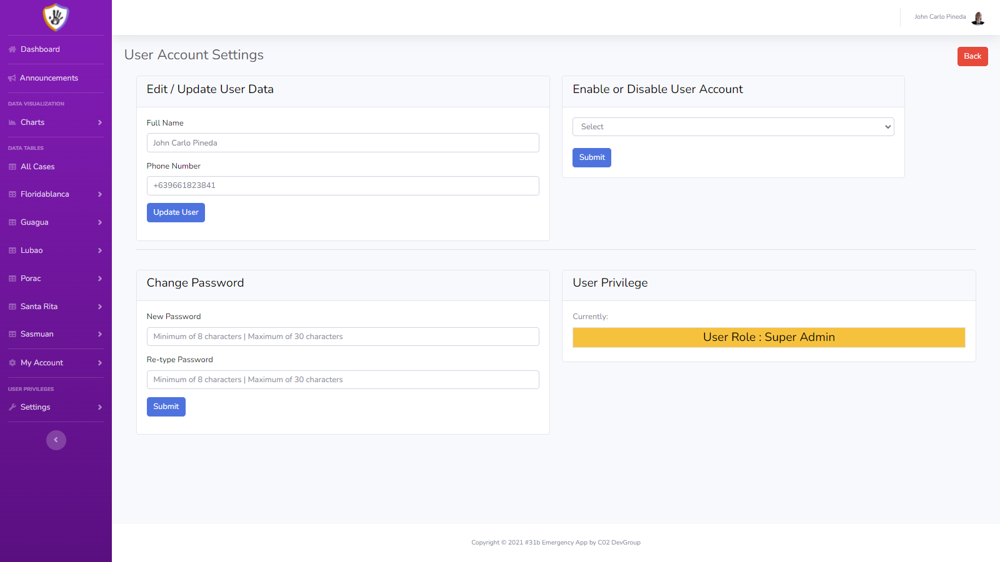 John Carlo Pineda
Dashboard
Announcements
DATA VISUALIZATION
Charts
DATA TABLES
All Cases
Floridablanca
Guagua
Lubao
Porac
Santa Rita
Sasmuan
My Account
USER PRIVILEGES
Settings
User Account Settings
Back
Edit / Update User Data
Full Name
John Carlo Pineda
Phone Number
+639661823841
Update User
Enable or Disable User Account
Select
Submit
Change Password
New Password
Minimum of 8 characters | Maximum of 30 characters
Re-type Password
Minimum of 8 characters | Maximum of 30 characters
Submit
User Privilege
Currently:
User Role : Super Admin
Copyright © 2021 #31b Emergency App by C02 DevGroup